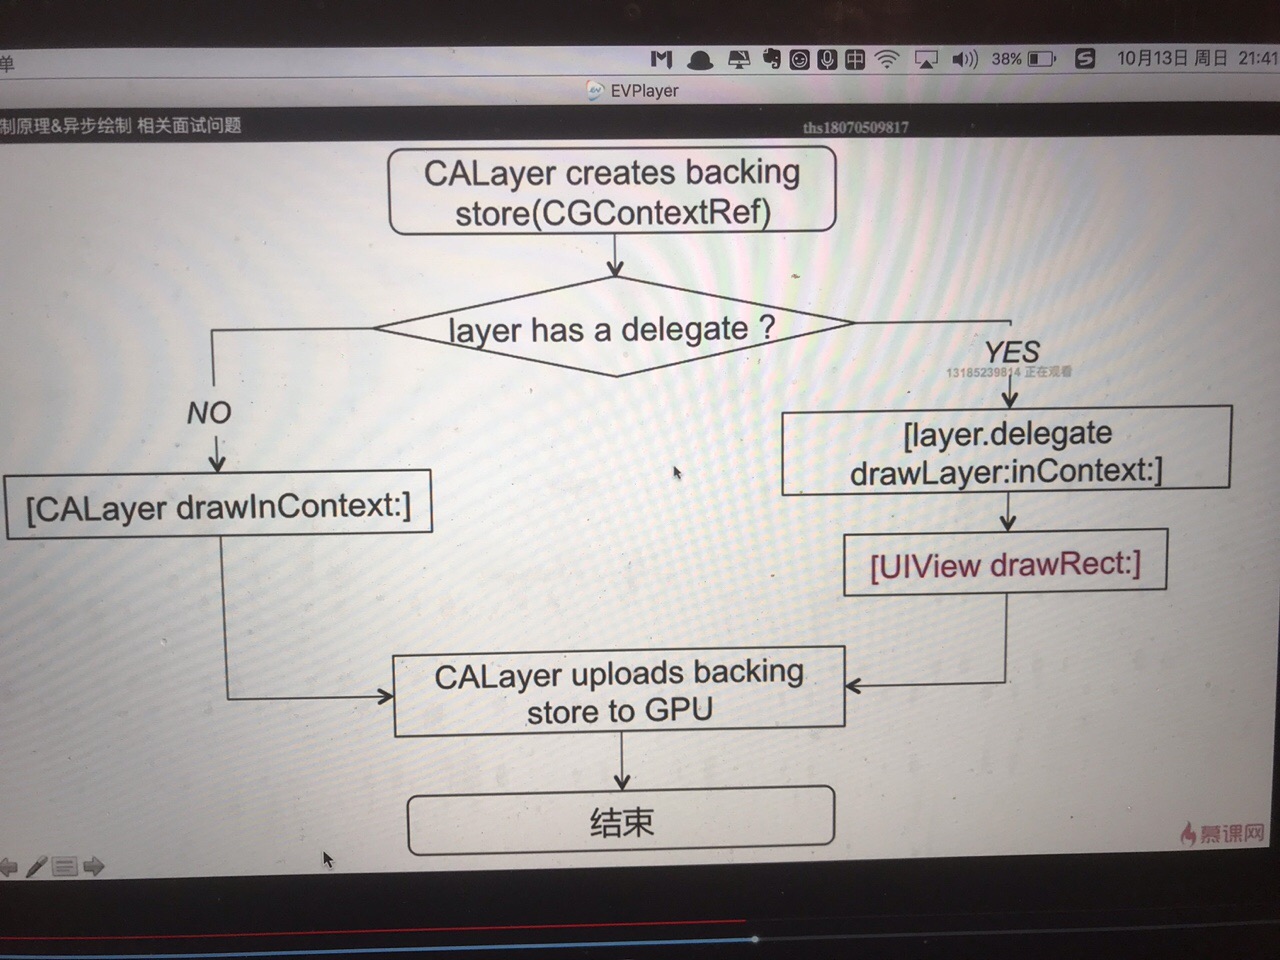 单
38%
10月13日 周日 21:41
EVPlayer
制原理&异步绘制 相关面试问题
ths18070509817
CALayer creates backing
store(CGContextRef)
layer has a delegate ?
YES
13185239814 正在观看
NO
[layer.delegate
drawLayer:inContext:]
[CALayer drawInContext:]
[UIView drawRect:]
CALayer uploads backing
store to GPU
结束
慕课网